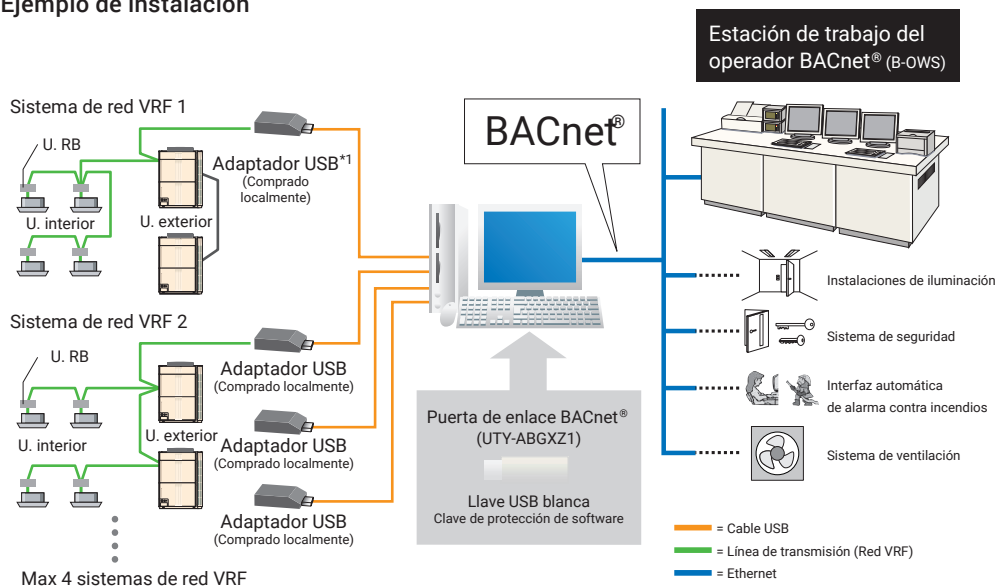 Ejemplo de instalación
Estación de trabajo del
operador BACnet® (B-OWS)
Sistema de red VRF 1
U. RB
Adaptador USB*1
(Comprado
localmente)
U. interior
U. exterior
BACnet®
Sistema de red VRF 2
U. RB
Adaptador USB
(Comprado localmente)
U. interior
U. exterior
Adaptador USB
(Comprado localmente)
Adaptador USB
(Comprado localmente)
Max 4 sistemas de red VRF
Puerta de enlace BACnet®
(UTY-ABGXZ1)
Llave USB blanca
Clave de protección de software
Instalaciones de iluminación
Sistema de seguridad
Interfaz automática
de alarma contra incendios
Sistema de ventilación
= Cable USB
= Línea de transmisión (Red VRF)
= Ethernet